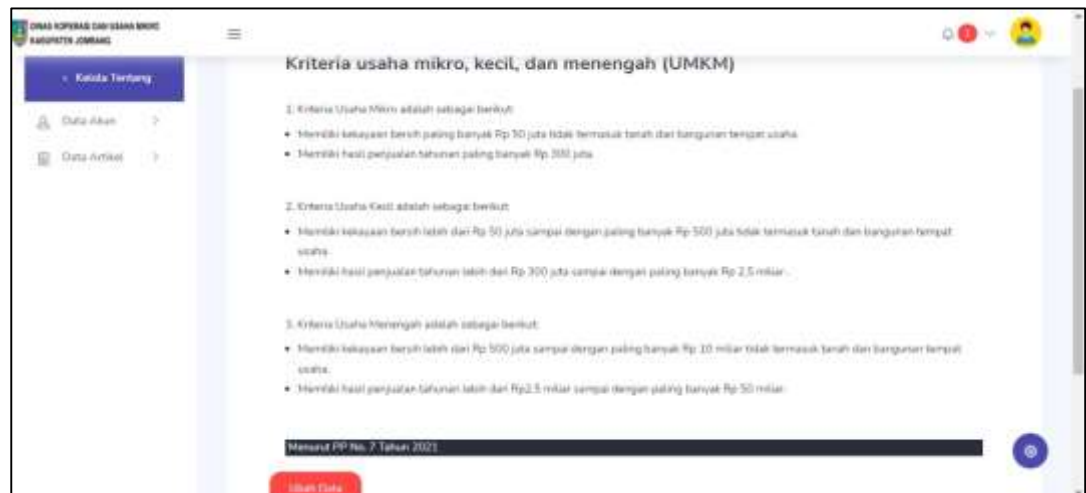 DINAS KOPERASI DAN USAHA MIKRO
KABUPATEN JOMBANG
Kelola Tentang
Data Akun
Data Artikel
Kriteria usaha mikro, kecil, dan menengah (UMKM)
1. Kriteria Usaha Mikro adalah sebagai berikut:
• Memiliki kekayaan bersih paling banyak Rp 50 juta tidak termasuk tanah dan bangunan tempat usaha.
• Memiliki hasil penjualan tahunan paling banyak Rp 300 juta.
2. Kriteria Usaha Kecil adalah sebagai berikut:
• Memiliki kekayaan bersih lebih dari Rp 50 juta sampai dengan paling banyak Rp 500 juta tidak termasuk tanah dan bangunan tempat
usaha.
• Memiliki hasil penjualan tahunan lebih dari Rp 300 juta sampai dengan paling banyak Rp 2,5 miliar.
3. Kriteria Usaha Menengah adalah sebagai berikut:
• Memiliki kekayaan bersih lebih dari Rp 500 juta sampai dengan paling banyak Rp 10 miliar tidak termasuk tanah dan bangunan tempat
usaha.
• Memiliki hasil penjualan tahunan lebih dari Rp2,5 miliar sampai dengan paling banyak Rp 50 miliar.
Menurut PP No. 7 Tahun 2021
Ubah Data